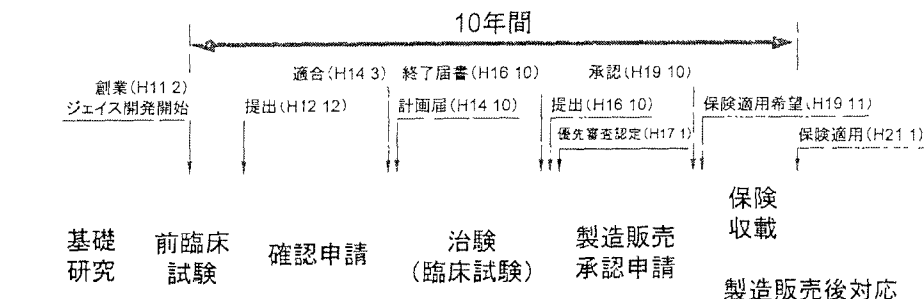 10年間
創業(H11 2)
ジェイス開発開始
提出(H12 12)
適合(H14 3)
計画届(H14 10)
終了届書(H16 10)
提出(H16 10)
優先審査認定(H17 1)
承認(H19 10)
保険適用希望(H19 11)
保険適用(H21 1)
基礎
研究
前臨床
試験
確認申請
治験
(臨床試験)
製造販売
承認申請
保険
収載
製造販売後対応